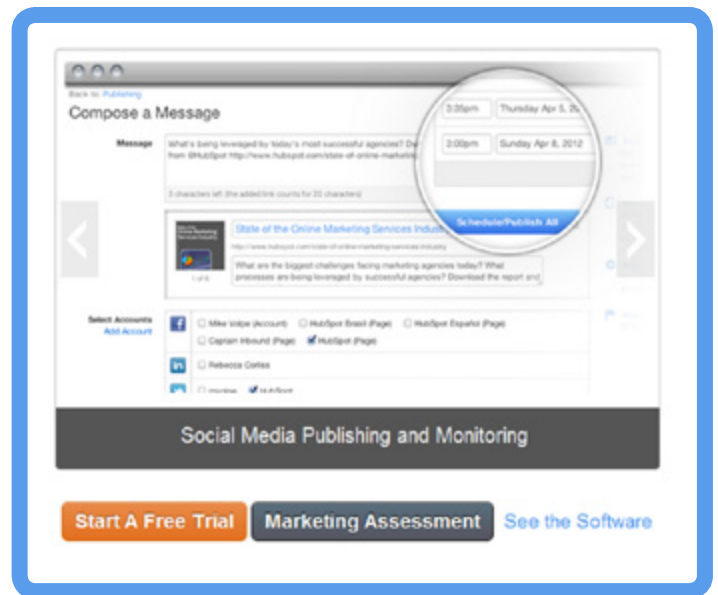 Back to: Publishing
Compose a Message
Message
What's being leveraged by today's most successful agencies?
from @HubSpot http://www.hubspot.com/state-of-online-marketing
3 characters left (the added link counts for 20 characters)
State of the Online Marketing Services Indus
http://www.hubspot.com/state-of-online-marketing-services-industry
What are the biggest challenges facing marketing agencies today? What
processes are being leveraged by successful agencies? Download the report and
1 of 6
3:35pm Thursday Apr 5, 20
3:00pm Sunday Apr 8, 2012
Schedule/Publish All
Select Accounts
Add Account
Mike Volpe (Account) HubSpot Brasil (Page) HubSpot Español (Page)
Captain Inbound (Page) HubSpot (Page)
in Rebecca Corliss
HubSpot
Social Media Publishing and Monitoring
Start A Free Trial Marketing Assessment See the Software